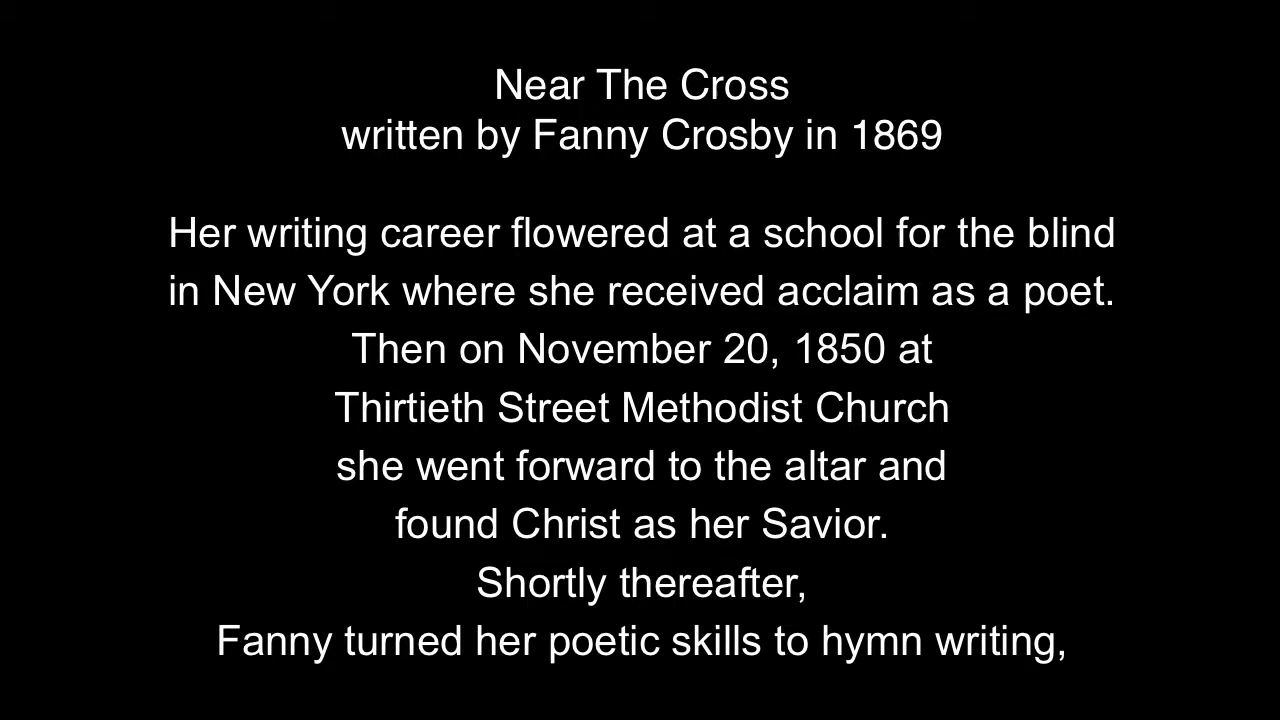 Near The Cross
written by Fanny Crosby in 1869
Her writing career flowered at a school for the blind
in New York where she received acclaim as a poet.
Then on November 20, 1850 at
Thirtieth Street Methodist Church
she went forward to the altar and
found Christ as her Savior.
Shortly thereafter,
Fanny turned her poetic skills to hymn writing,